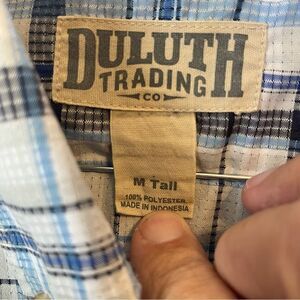 DULUTH
TRADING
CO
M Tall
100% POLYESTER
MADE IN INDONESIA